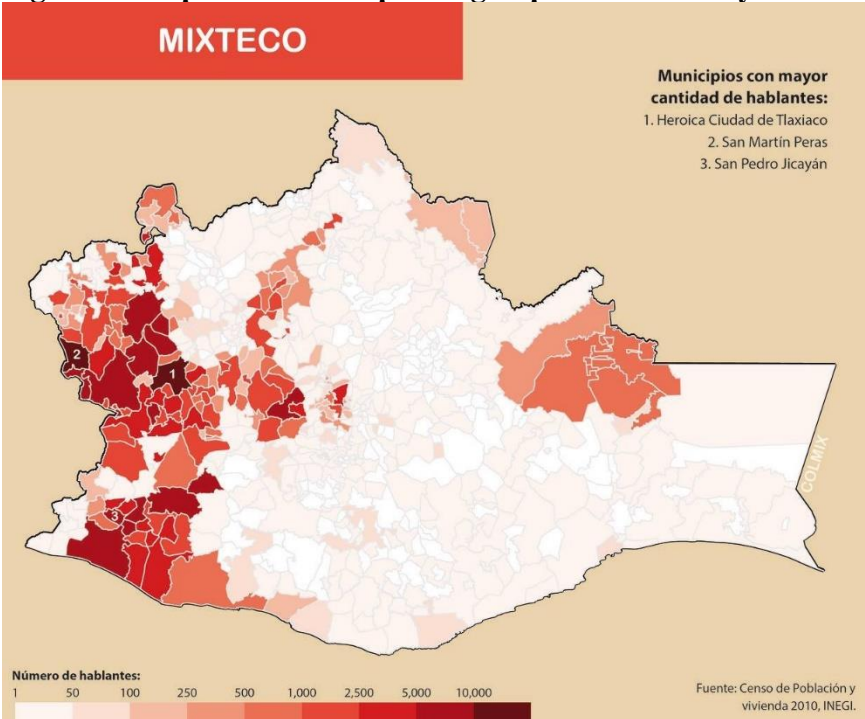 MIXTECO
Municipios con mayor
cantidad de hablantes:
1. Heroica Ciudad de Tlaxiaco
2. San Martín Peras
3. San Pedro Jicayán
2
1
3
COLMIX
Número de hablantes:
1 50 100 250 500 1,000 2,500 5,000 10,000
Fuente: Censo de Población y
vivienda 2010, INEGI.